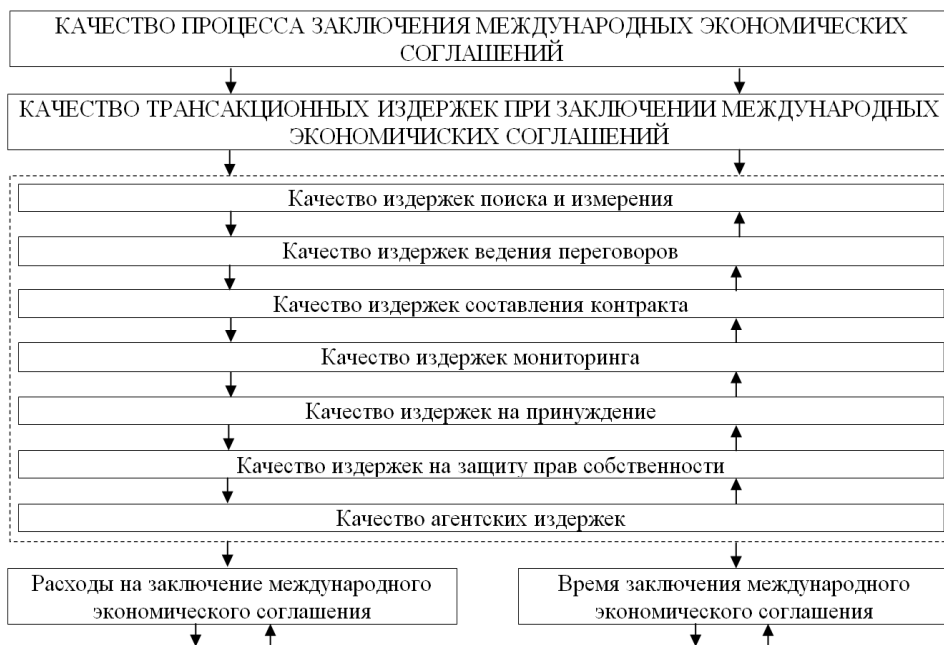 КАЧЕСТВО ПРОЦЕССА ЗАКЛЮЧЕНИЯ МЕЖДУНАРОДНЫХ ЭКОНОМИЧЕСКИХ
СОГЛАШЕНИЙ
КАЧЕСТВО ТРАНСАКЦИОННЫХ ИЗДЕРЖЕК ПРИ ЗАКЛЮЧЕНИИ МЕЖДУНАРОДНЫХ
ЭКОНОМИЧИСКИХ СОГЛАШЕНИЙ
Качество издержек поиска и измерения
Качество издержек ведения переговоров
Качество издержек составления контракта
Качество издержек мониторинга
Качество издержек на принуждение
Качество издержек на защиту прав собственности
Качество агентских издержек
Расходы на заключение международного
экономического соглашения
Время заключения международного
экономического соглашения